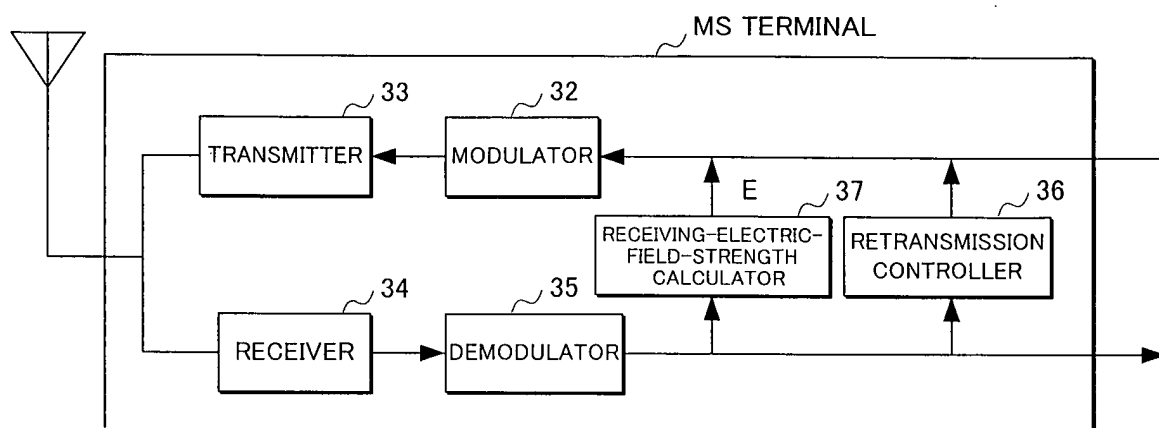 MS TERMINAL
33
TRANSMITTER
32
MODULATOR
E
37
RECEIVING-ELECTRIC-
FIELD-STRENGTH
CALCULATOR
36
RETRANSMISSION
CONTROLLER
34
RECEIVER
35
DEMODULATOR